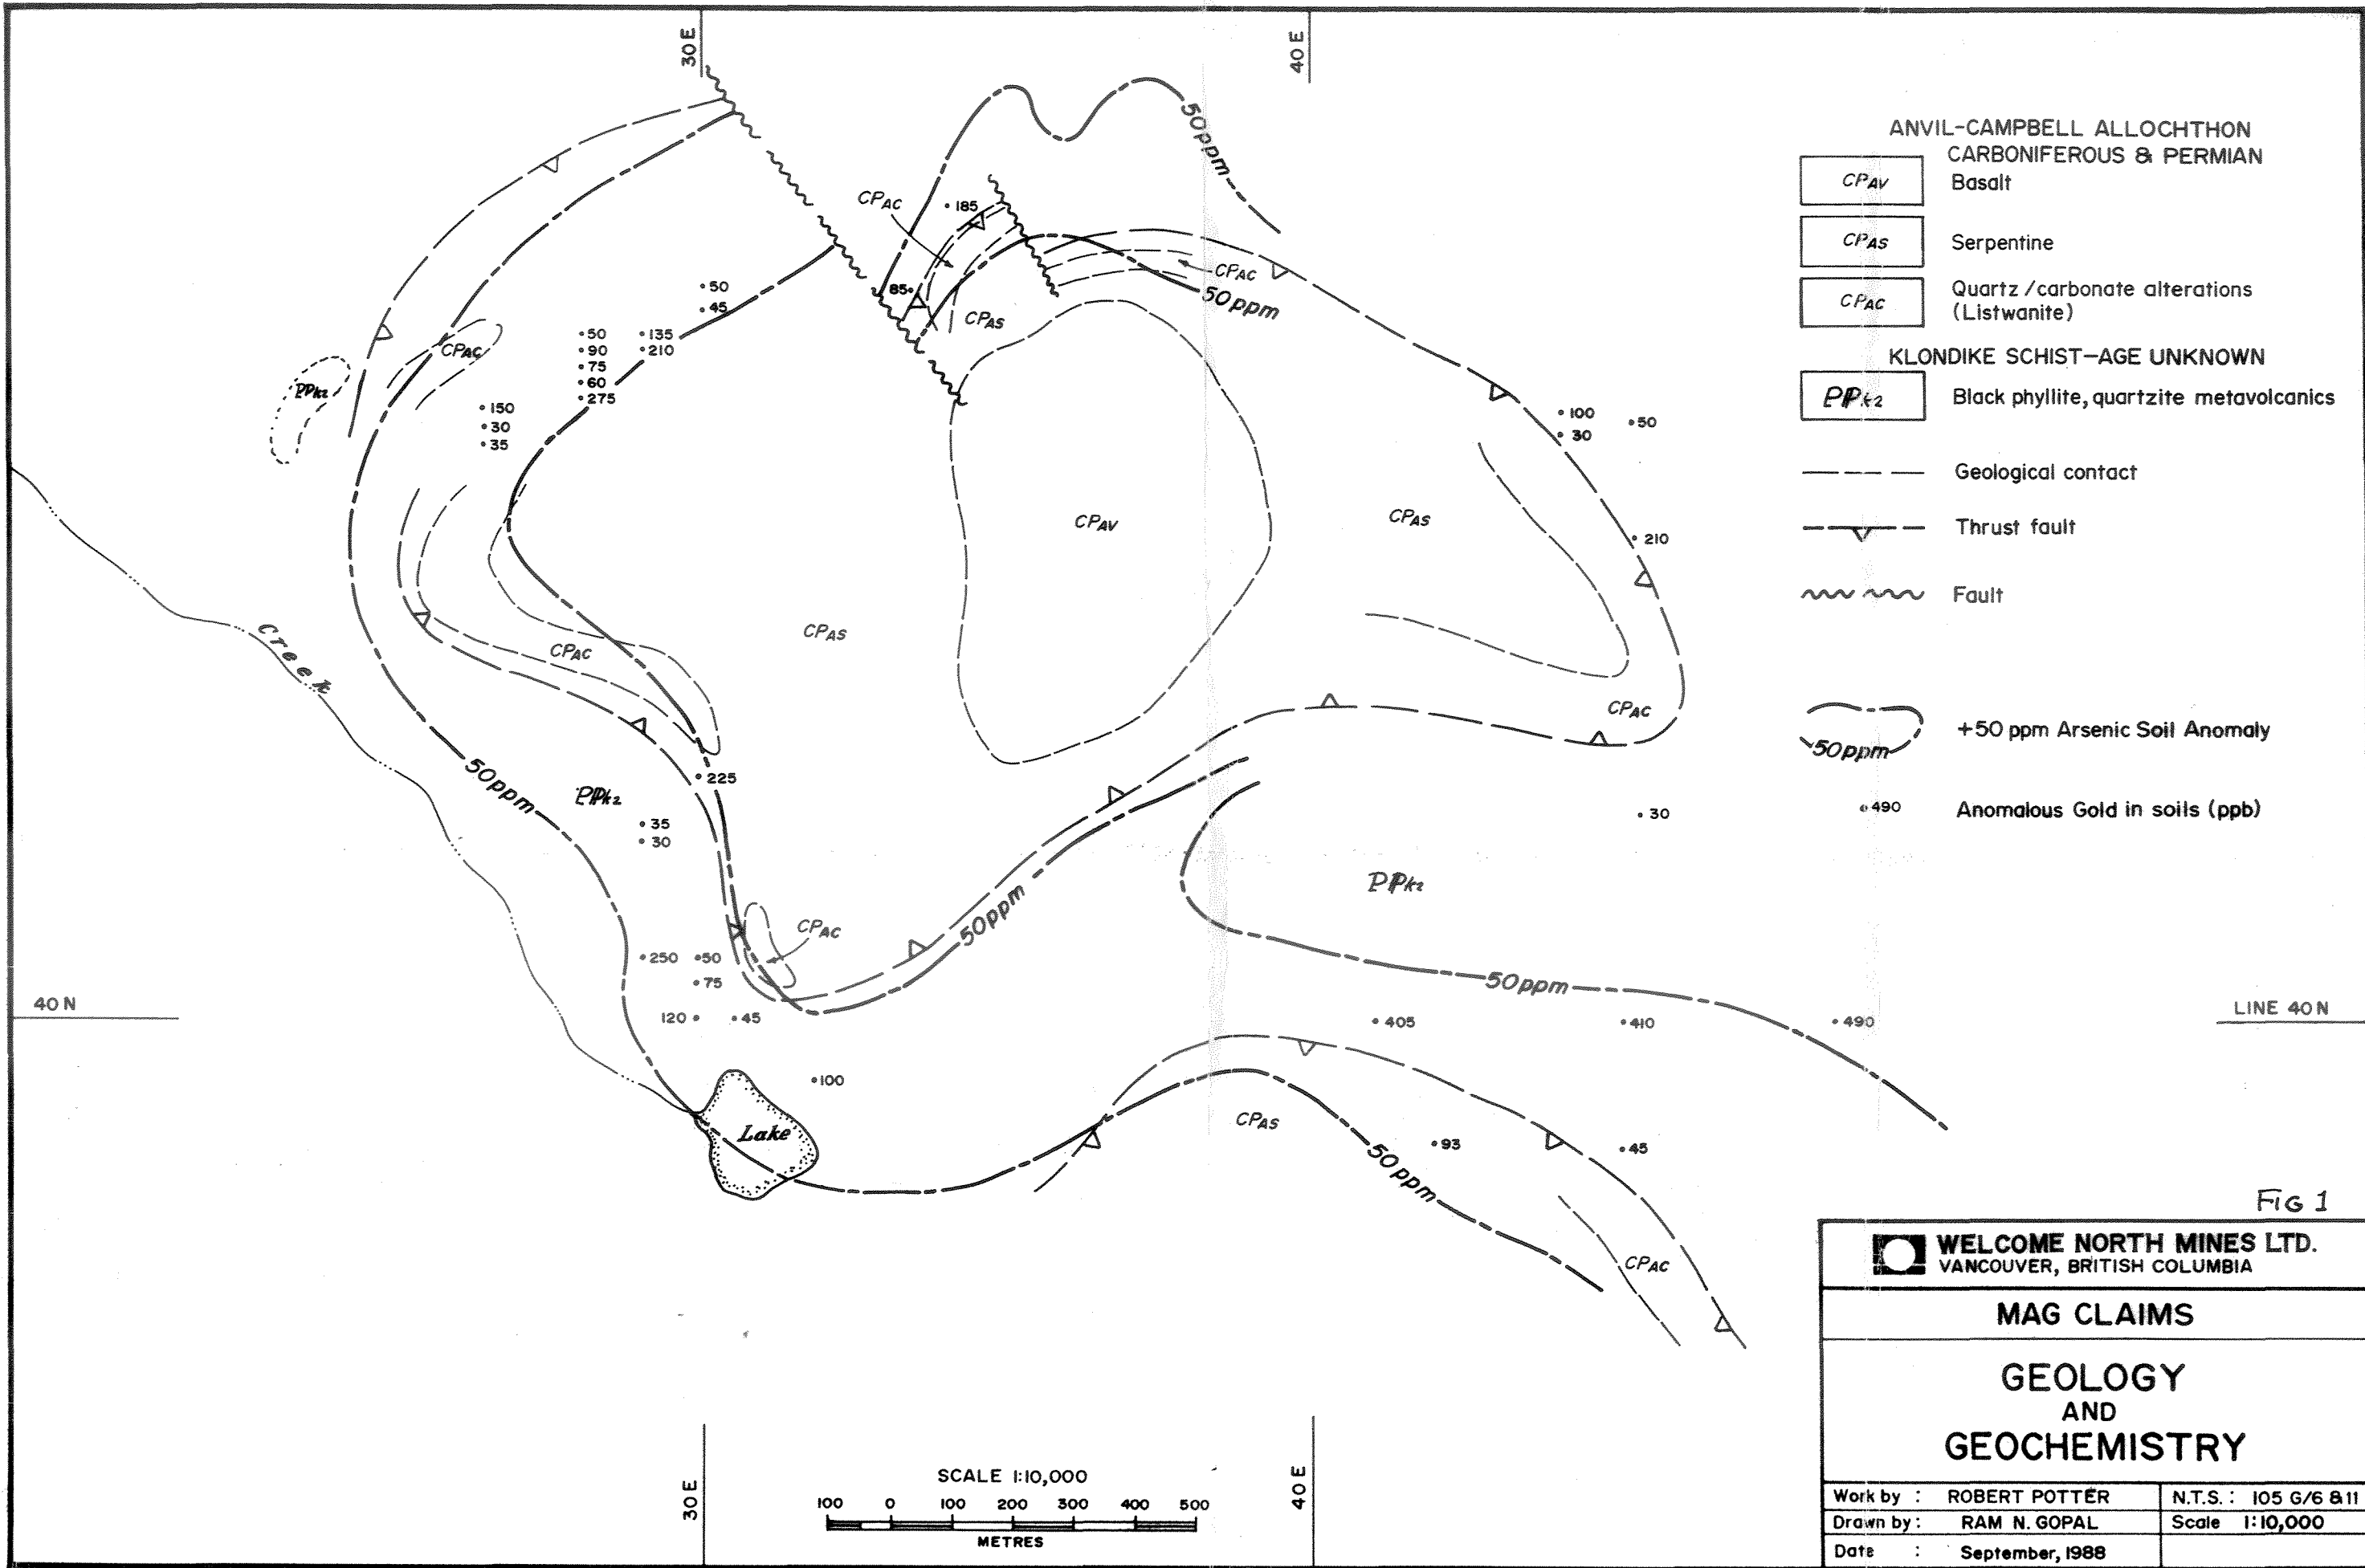 30E
40E
50ppm
CPAC
185
85
CPAC
50ppm
CPAS
50
45
50
135
90
210
75
60
275
CPAC
PPk2
150
30
35
100
50
30
CPAV
CPAS
210
CPAS
Creek
CPAC
CPAC
50ppm
PPk2
225
35
30
30
PPk2
50ppm
CPAC
250
50
75
50ppm
40N
120
45
405
410
490
LINE 40N
100
Lake
CPAS
93
45
50ppm
CPAC
ANVIL-CAMPBELL ALLOCHTHON
CARBONIFEROUS & PERMIAN
CPAV Basalt
CPAS Serpentine
CPAC Quartz/carbonate alterations
(Listwanite)
KLONDIKE SCHIST-AGE UNKNOWN
PPk2 Black phyllite, quartzite metavolcanics
Geological contact
Thrust fault
Fault
50ppm +50 ppm Arsenic Soil Anomaly
490 Anomalous Gold in soils (ppb)
30E
SCALE 1:10,000
100 0 100 200 300 400 500
METRES
40E
FIG 1
WELCOME NORTH MINES LTD.
VANCOUVER, BRITISH COLUMBIA
MAG CLAIMS
GEOLOGY
AND
GEOCHEMISTRY
Work by : ROBERT POTTER N.T.S.: 105 G/6 & 11
Drawn by: RAM N. GOPAL Scale 1:10,000
Date : September, 1988